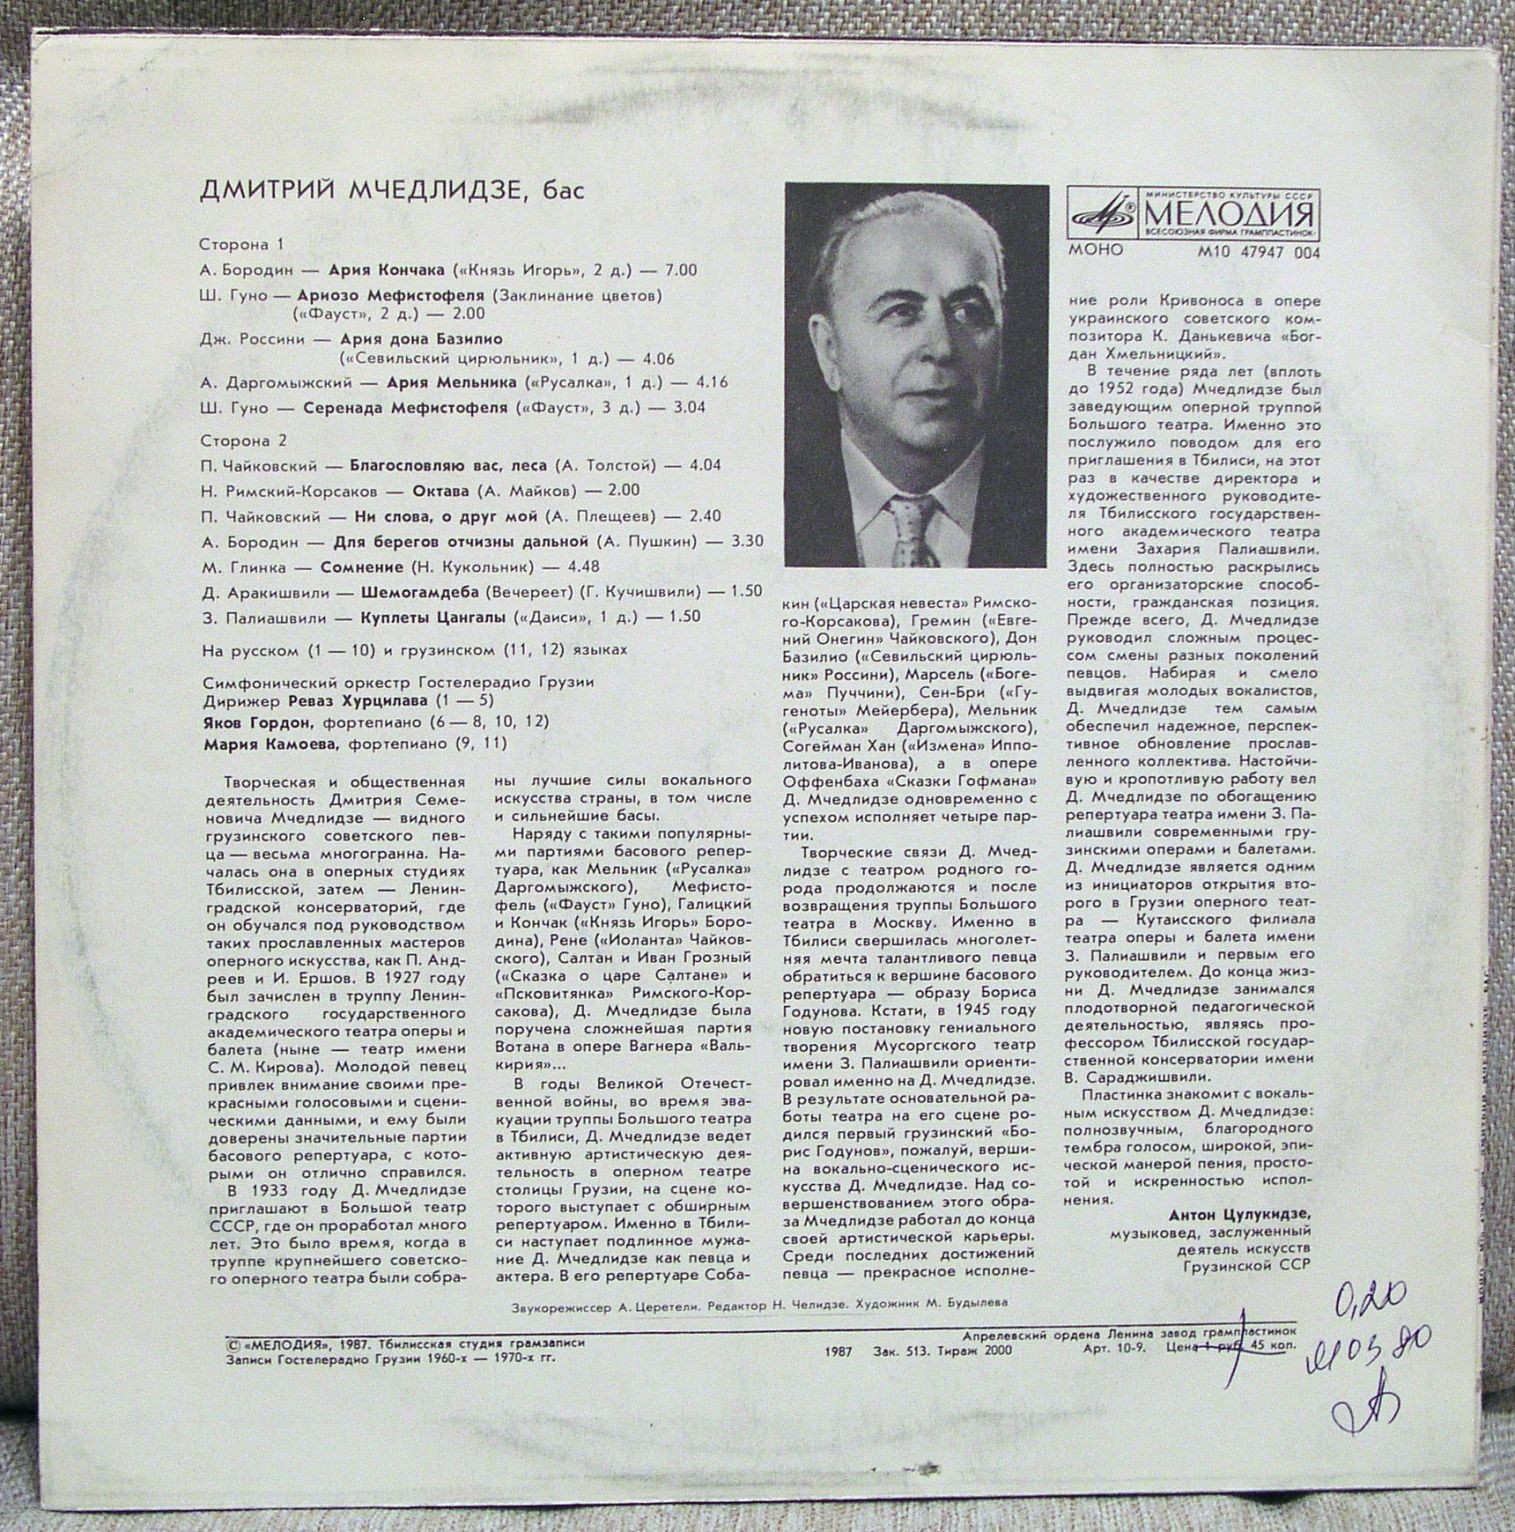 ДМИТРИЙ МЧЕДЛИДЗЕ, бас
Сторона 1
А. Бородин — Ария Кончака («Князь Игорь», 2 д.) — 7.00
Ш. Гуно — Ариозо Мефистофеля (Заклинание цветов)
(«Фауст», 2 д.) — 2.00
Дж. Россини — Ария дона Базилио
(«Севильский цирюльник», 1 д.) — 4.06
А. Даргомыжский — Ария Мельника («Русалка», 1 д.) — 4.16
Ш. Гуно — Серенада Мефистофеля («Фауст», 3 д.) — 3.04
Сторона 2
П. Чайковский — Благословляю вас, леса (А. Толстой) — 4.04
Н. Римский-Корсаков — Октава (А. Майков) — 2.00
П. Чайковский — Ни слова, о друг мой (А. Плещеев) — 2.40
А. Бородин — Для берегов отчизны дальной (А. Пушкин) — 3.30
М. Глинка — Сомнение (Н. Кукольник) — 4.48
Д. Аракишвили — Шемогамдеба (Вечереет) (Г. Кучишвили) — 1.50
З. Палиашвили — Куплеты Цангалы («Даиси», 1 д.) — 1.50
На русском (1 — 10) и грузинском (11, 12) языках
Симфонический оркестр Гостелерадио Грузии
Дирижер Реваз Хурцилава (1 — 5)
Яков Гордон, фортепиано (6 — 8, 10, 12)
Мария Камоева, фортепиано (9, 11)
Творческая и общественная
деятельность Дмитрия Семе-
новича Мчедлидзе — видного
грузинского советского пев-
ца — весьма многогранна. На-
чалась она в оперных студиях
Тбилисской, затем — Ленин-
градской консерваторий, где
он обучался под руководством
таких прославленных мастеров
оперного искусства, как П. Анд-
реев и И. Ершов. В 1927 году
был зачислен в труппу Ленин-
градского государственного
академического театра оперы и
балета (ныне — театр имени
С. М. Кирова). Молодой певец
привлек внимание своими пре-
красными голосовыми и сцени-
ческими данными, и ему были
доверены значительные партии
басового репертуара, с кото-
рыми он отлично справился.
В 1933 году Д. Мчедлидзе
приглашают в Большой театр
СССР, где он проработал много
лет. Это было время, когда в
труппе крупнейшего советско-
го оперного театра были собра-
ны лучшие силы вокального
искусства страны, в том числе
и сильнейшие басы.
Наряду с такими популярны-
ми партиями басового репер-
туара, как Мельник («Русалка»
Даргомыжского), Мефисто-
фель («Фауст» Гуно), Галицкий
и Кончак («Князь Игорь» Боро-
дина), Рене («Иоланта» Чайков-
ского), Салтан и Иван Грозный
(«Сказка о царе Салтане» и
«Псковитянка» Римского-Кор-
сакова), Д. Мчедлидзе была
поручена сложнейшая партия
Вотана в опере Вагнера «Валь-
кирия»...
В годы Великой Отечест-
венной войны, во время эва-
куации труппы Большого театра
в Тбилиси, Д. Мчедлидзе ведет
активную артистическую дея-
тельность в оперном театре
столицы Грузии, на сцене ко-
торого выступает с обширным
репертуаром. Именно в Тбили-
си наступает подлинное мужа-
ние Д. Мчедлидзе как певца и
актера. В его репертуаре Соба-
кин («Царская невеста» Римско-
го-Корсакова), Гремин («Евге-
ний Онегин» Чайковского), Дон
Базилио («Севильский цирюль-
ник» Россини), Марсель («Боге-
ма» Пуччини), Сен-Бри («Гу-
геноты» Мейербера), Мельник
(«Русалка» Даргомыжского),
Согейман Хан («Измена» Иппо-
литова-Иванова), а в опере
Оффенбаха «Сказки Гофмана»
Д. Мчедлидзе одновременно с
успехом исполняет четыре пар-
тии.
Творческие связи Д. Мчед-
лидзе с театром родного го-
рода продолжаются и после
возвращения труппы Большого
театра в Москву. Именно в
Тбилиси свершилась многолет-
няя мечта талантливого певца
обратиться к вершине басового
репертуара — образу Бориса
Годунова. Кстати, в 1945 году
новую постановку гениального
творения Мусоргского театр
имени З. Палиашвили ориенти-
ровал именно на Д. Мчедлидзе.
В результате основательной ра-
боты театра на его сцене ро-
дился первый грузинский «Бо-
рис Годунов», пожалуй, верши-
на вокально-сценического ис-
кусства Д. Мчедлидзе. Над со-
вершенствованием этого обра-
за Мчедлидзе работал до конца
своей артистической карьеры.
Среди последних достижений
певца — прекрасное исполне-
МИНИСТЕРСТВО КУЛЬТУРЫ СССР
МЕЛОДИЯ
ВСЕСОЮЗНАЯ ФИРМА ГРАМПЛАСТИНОК
МОНО М10 47947 004
ние роли Кривоноса в опере
украинского советского ком-
позитора К. Данькевича «Бог-
дан Хмельницкий».
В течение ряда лет (вплоть
до 1952 года) Мчедлидзе был
заведующим оперной труппой
Большого театра. Именно это
послужило поводом для его
приглашения в Тбилиси, на этот
раз в качестве директора и
художественного руководите-
ля Тбилисского государствен-
ного академического театра
имени Захария Палиашвили.
Здесь полностью раскрылись
его организаторские способ-
ности, гражданская позиция.
Прежде всего, Д. Мчедлидзе
руководил сложным процес-
сом смены разных поколений
певцов. Набирая и смело
выдвигая молодых вокалистов,
Д. Мчедлидзе тем самым
обеспечил надежное, перспек-
тивное обновление прослав-
ленного коллектива. Настойчи-
вую и кропотливую работу вел
Д. Мчедлидзе по обогащению
репертуара театра имени З. Па-
лиашвили современными гру-
зинскими операми и балетами.
Д. Мчедлидзе является одним
из инициаторов открытия вто-
рого в Грузии оперного теат-
ра — Кутаисского филиала
театра оперы и балета имени
З. Палиашвили и первым его
руководителем. До конца жиз-
ни Д. Мчедлидзе занимался
плодотворной педагогической
деятельностью, являясь про-
фессором Тбилисской государ-
ственной консерватории имени
В. Сараджишвили.
Пластинка знакомит с вокаль-
ным искусством Д. Мчедлидзе:
полнозвучным, благородного
тембра голосом, широкой, эпи-
ческой манерой пения, просто-
той и искренностью испол-
нения.
Антон Цулукидзе,
музыковед, заслуженный
деятель искусств
Грузинской ССР
Звукорежиссер А. Церетели. Редактор Н. Челидзе. Художник М. Будылева
© «МЕЛОДИЯ», 1987. Тбилисская студия грамзаписи
Записи Гостелерадио Грузии 1960-х — 1970-х гг.
Апрелевский ордена Ленина завод грампластинок
1987 Зак. 513. Тираж 2000 Арт. 10-9. Цена 1 руб. 45 коп.
0,20